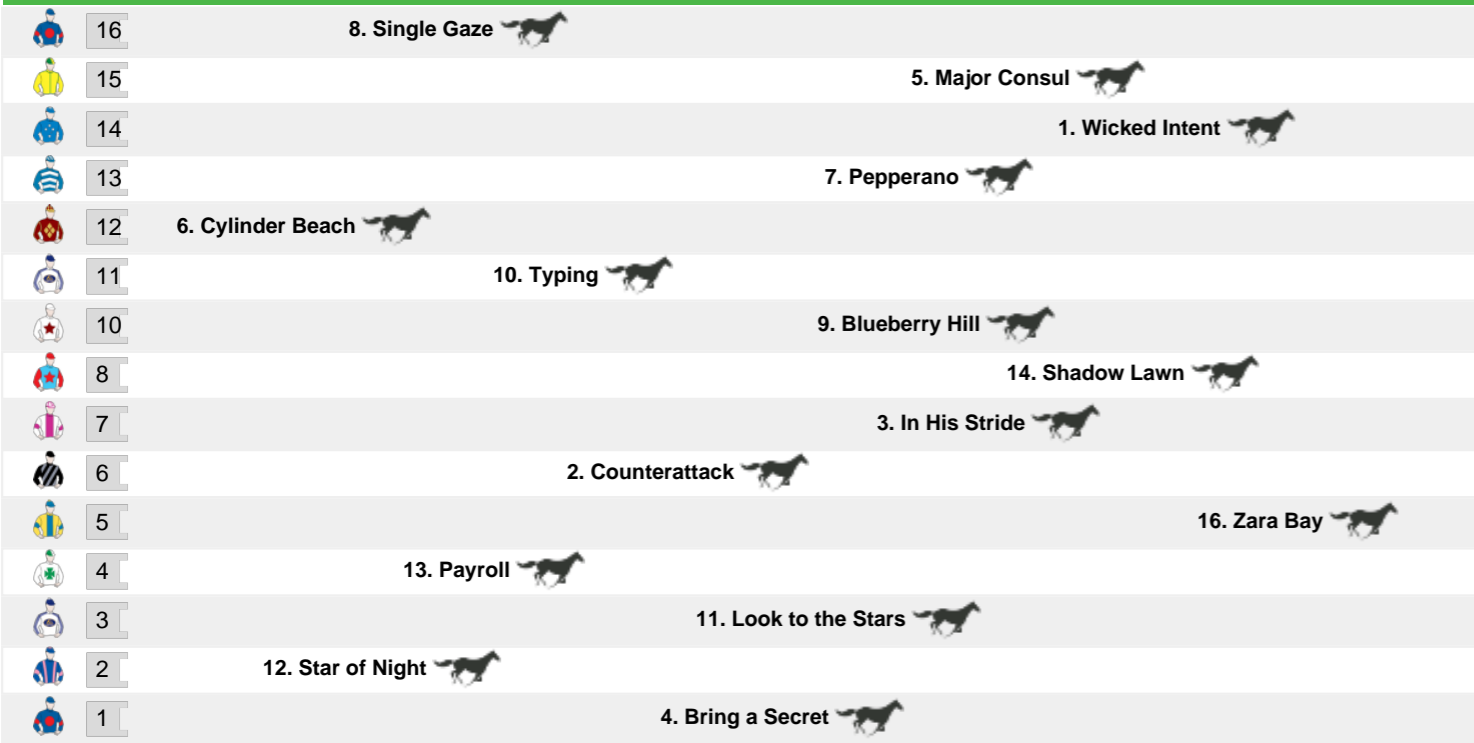 16 8. Single Gaze
15 5. Major Consul
14 1. Wicked Intent
13 7. Pepperano
12 6. Cylinder Beach
11 10. Typing
10 9. Blueberry Hill
8 14. Shadow Lawn
7 3. In His Stride
6 2. Counterattack
5 16. Zara Bay
4 13. Payroll
3 11. Look to the Stars
2 12. Star of Night
1 4. Bring a Secret